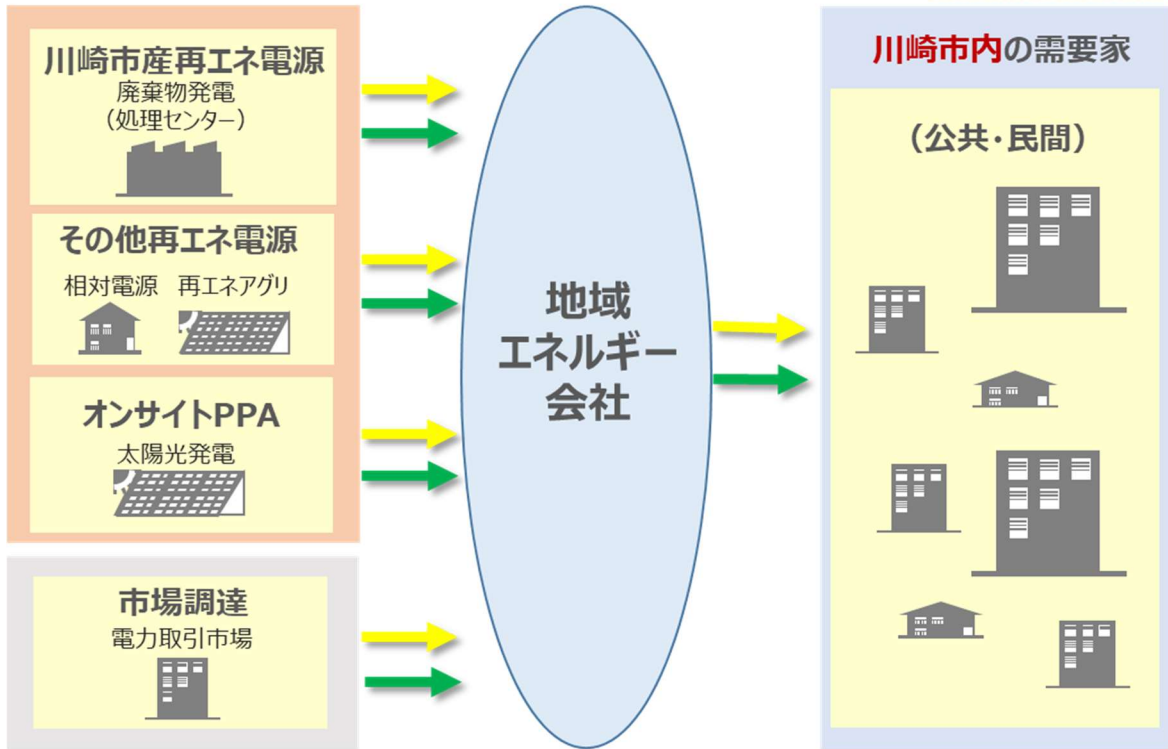 川崎市産再エネ電源
廃棄物発電
（処理センター）
その他再エネ電源
相対電源 再エネアグリ
オンサイトPPA
太陽光発電
市場調達
電力取引市場
地域
エネルギー
会社
川崎市内の需要家
（公共・民間）